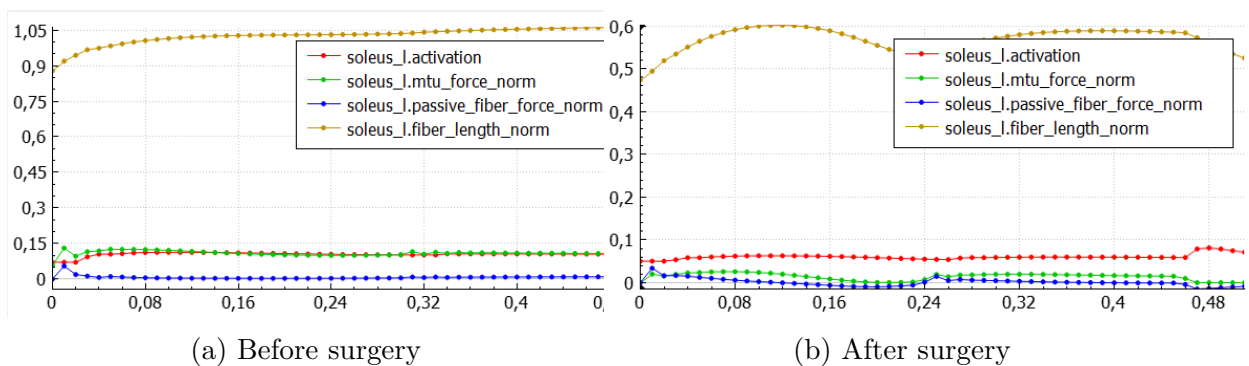 1,05
0,9
0,75
0,6
0,45
0,3
0,15
0
0 0,08 0,16 0,24 0,32 0,4
soleus_l.activation
soleus_l.mtu_force_norm
soleus_l.passive_fiber_force_norm
soleus_l.fiber_length_norm
(a) Before surgery
0,6
0,5
0,4
0,3
0,2
0,1
0
0 0,08 0,16 0,24 0,32 0,4 0,48
soleus_l.activation
soleus_l.mtu_force_norm
soleus_l.passive_fiber_force_norm
soleus_l.fiber_length_norm
(b) After surgery